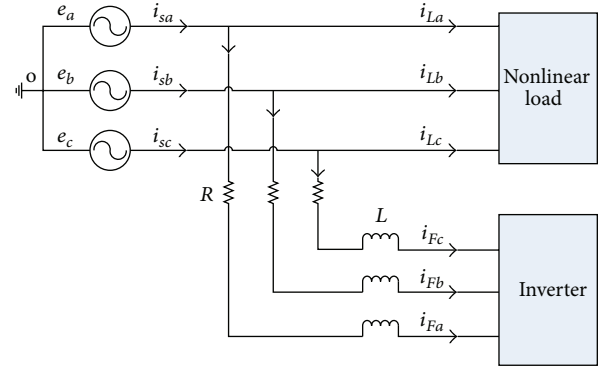 e_a i_sa i_La
o e_b i_sb i_Lb
Nonlinear
load
e_c i_sc i_Lc
R
L i_Fc
i_Fb
Inverter
i_Fa